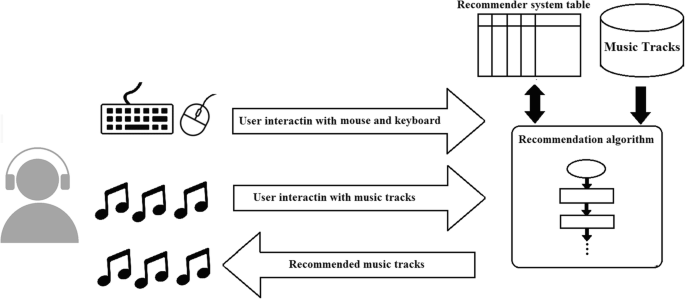 Recommender system table
Music Tracks
User interactin with mouse and keyboard
Recommendation algorithm
User interactin with music tracks
Recommended music tracks